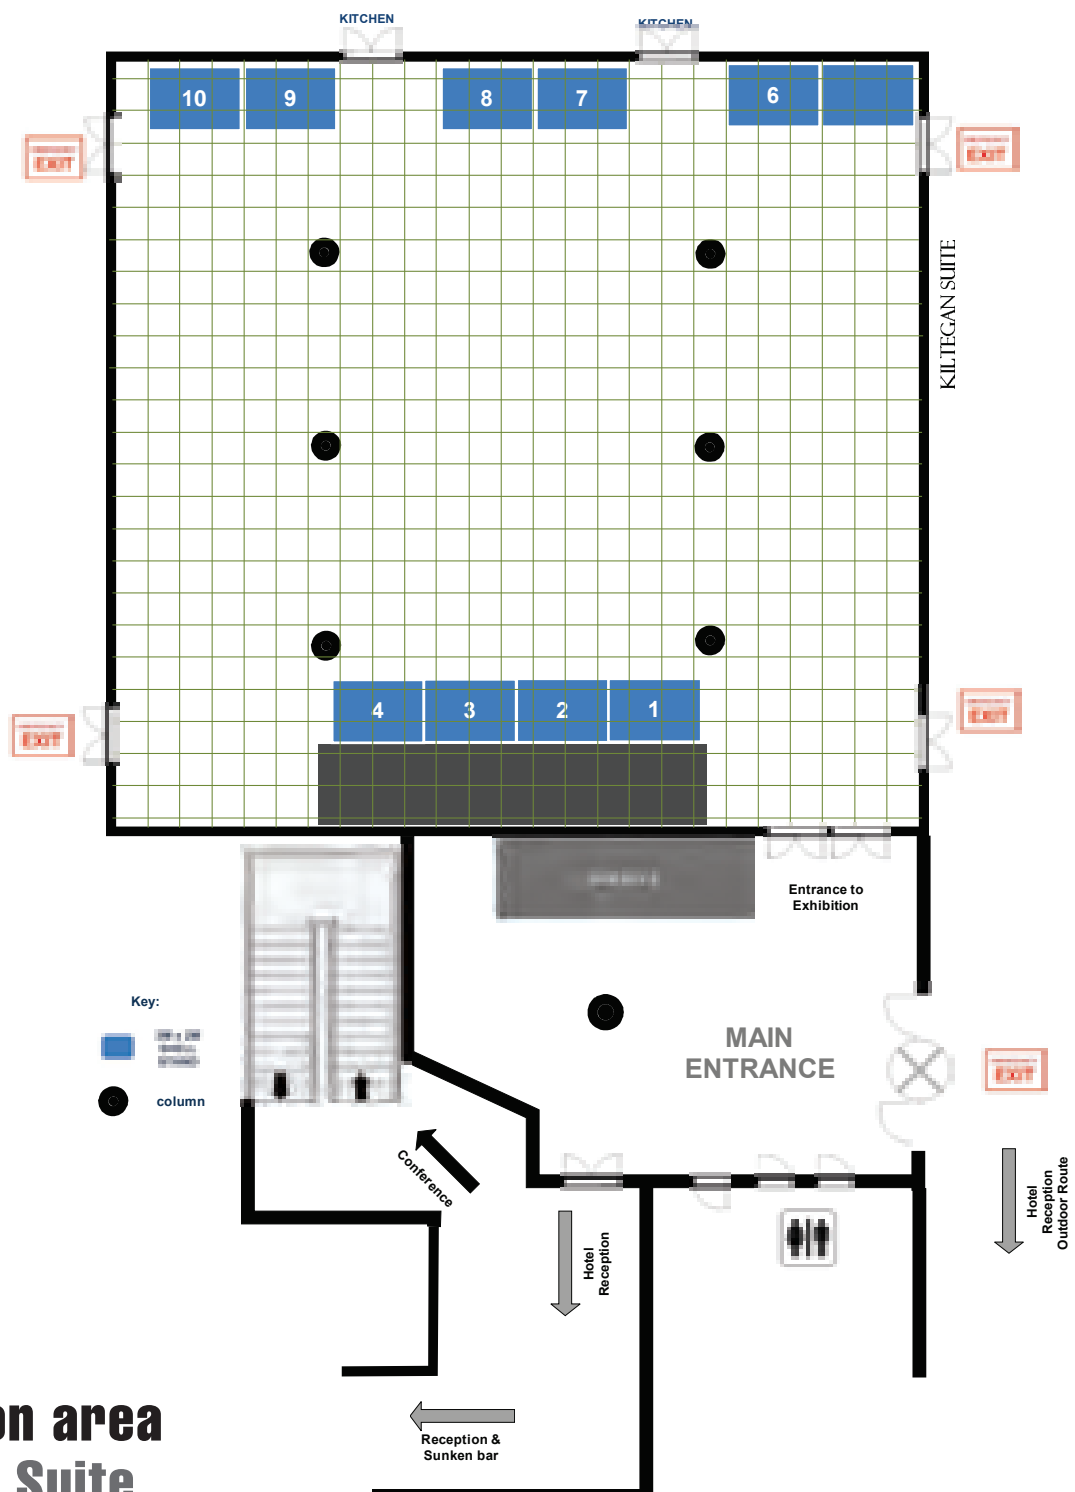 KITCHEN
KITCHEN
10
9
8
7
6
EXIT
EXIT
KILTEGAN SUITE
4
3
2
1
EXIT
EXIT
Entrance to
Exhibition
Key:
column
MAIN
ENTRANCE
EXIT
Conference
Hotel
Reception
Hotel
Reception
Outdoor Route
Reception &
Sunken bar
on area
Suite